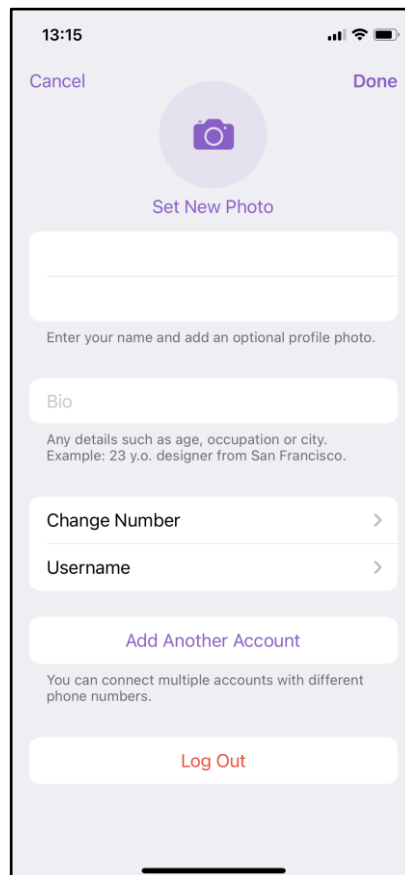 13:15
Cancel
Done
Set New Photo
Enter your name and add an optional profile photo.
Bio
Any details such as age, occupation or city.
Example: 23 y.o. designer from San Francisco.
Change Number
Username
Add Another Account
You can connect multiple accounts with different
phone numbers.
Log Out